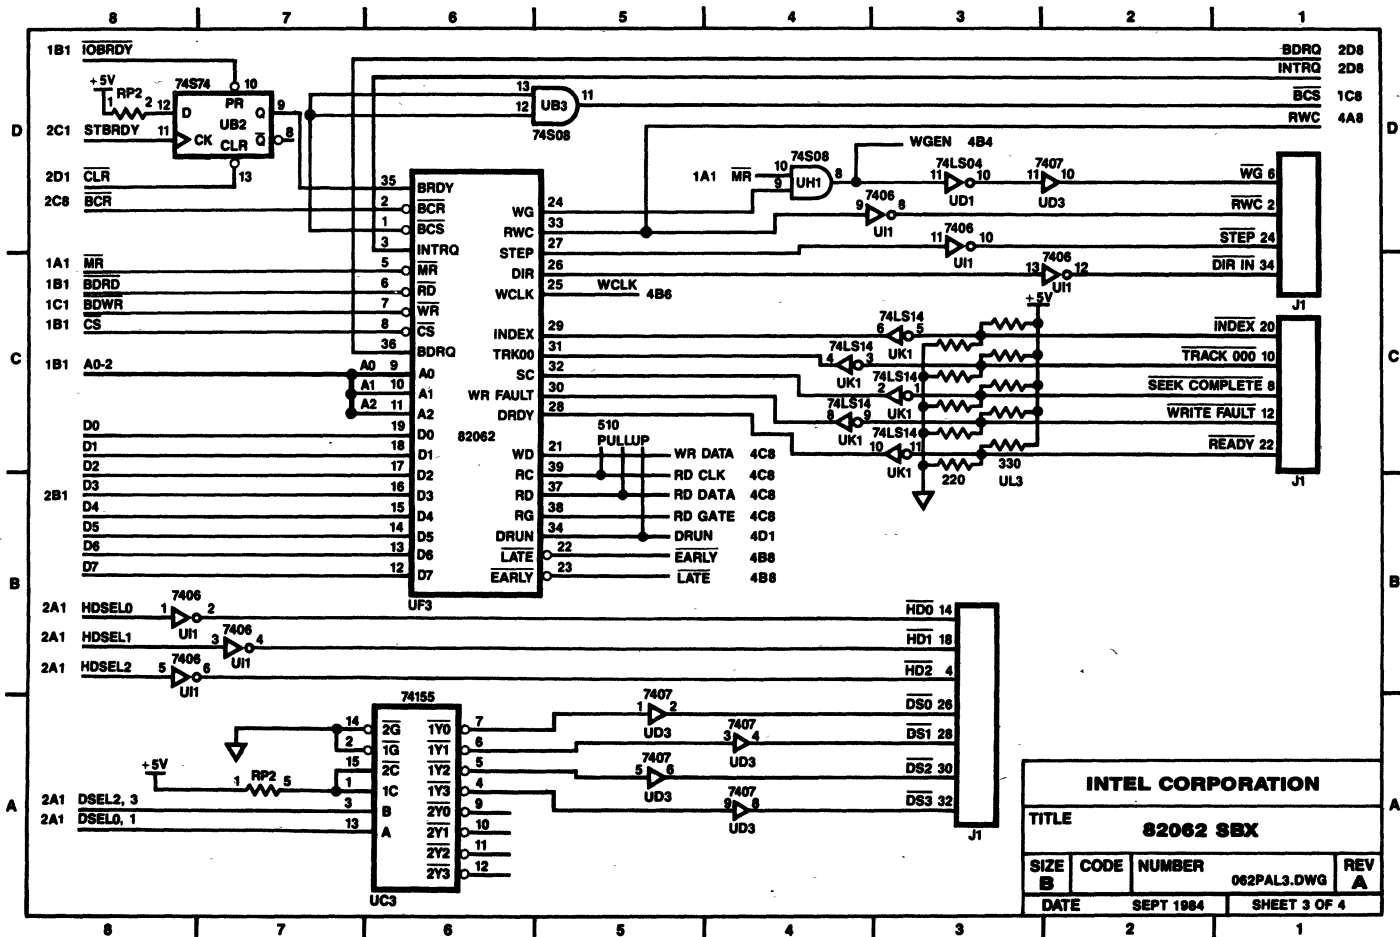 8 7 6 5 4 3 2 1
1B1 IOBRDY
BDRQ 2D8
INTRQ 2D8
BCS 1C8
RWC 4A8
+5V RP2 1 2
74S74
12 D PR 10 Q 9
UB2
2C1 STBRDY 11 CK CLR Q 8
2D1 CLR 13
2C8 BCR
13
12 UB3 11
74S08
WGEN 4B4
74S08
1A1 MR 10
9 UH1 8
74LS04
11 10
UD1
7407
11 10
UD3
WG 6
7406
9 8
UI1
RWC 2
7406
11 10
UI1
STEP 24
7406
13 12
UI1
DIR IN 34
J1
D
D
35 BRDY
2 BCR
1 BCS
3 INTRQ
1A1 MR 5 MR
1B1 BDRD 6 RD
1C1 BDWR 7 WR
1B1 CS 8 CS
36 BDRQ
1B1 A0-2
A0 9 A0
A1 10 A1
A2 11 A2
D0 19 D0
D1 18 D1
D2 17 D2
2B1 D3 16 D3
D4 15 D4
D5 14 D5
D6 13 D6
D7 12 D7
82062
UF3
WG 24
RWC 33
STEP 27
DIR 26
WCLK 25 WCLK 4B6
INDEX 29
TRK00 31
SC 32
WR FAULT 30
DRDY 28
510
PULLUP
WD 21 WR DATA 4C8
RC 39 RD CLK 4C8
RD 37 RD DATA 4C8
RG 38 RD GATE 4C8
DRUN 34 DRUN 4D1
LATE 22 EARLY 4B8
EARLY 23 LATE 4B8
+5V
74LS14
6 5
UK1
INDEX 20
4 3
UK1
TRACK 000 10
74LS14
2 1
UK1
SEEK COMPLETE 8
74LS14
8 9
UK1
WRITE FAULT 12
74LS14
10 11
UK1
READY 22
220
330
UL3
J1
C
C
B
B
2A1 HDSEL0 1 7406 2
UI1
HD0 14
2A1 HDSEL1 3 7406 4
UI1
HD1 18
2A1 HDSEL2 5 7406 6
UI1
HD2 4
74155
14 2G
2 1G
15 2C
1 1C
3 B
13 A
+5V
1 RP2 5
2A1 DSEL2, 3
2A1 DSEL0, 1
1Y0 7
1Y1 6
1Y2 5
1Y3 4
2Y0 9
2Y1 10
2Y2 11
2Y3 12
UC3
7407
1 2
UD3
DS0 26
7407
3 4
UD3
DS1 28
7407
5 6
UD3
DS2 30
7407
9 8
UD3
DS3 32
J1
A
A
INTEL CORPORATION
TITLE
82062 SBX
SIZE B
CODE
NUMBER
062PAL3.DWG
REV A
DATE SEPT 1984
SHEET 3 OF 4
8 7 6 5 4 3 2 1